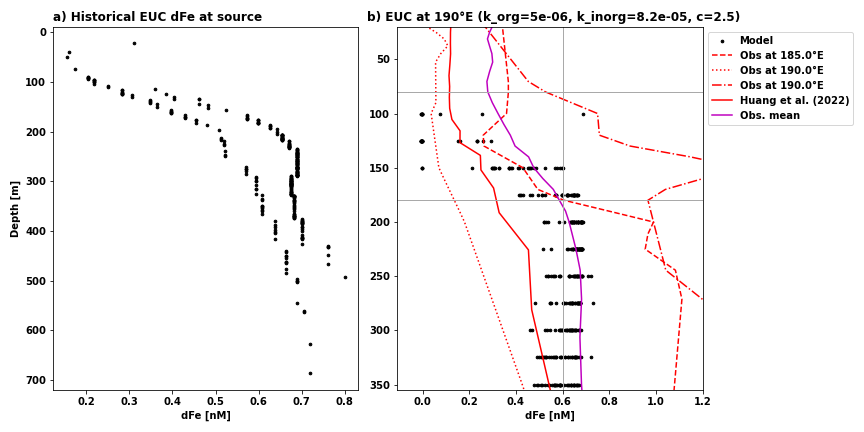 a) Historical EUC dFe at source
0
100
200
300
400
500
600
700
Depth [m]
0.2
0.3
0.4
0.5
0.6
0.7
0.8
dFe [nM]
b) EUC at 190°E (k_org=5e-06, k_inorg=8.2e-05, c=2.5)
50
100
150
200
250
300
350
0.0
0.2
0.4
0.6
0.8
1.0
1.2
dFe [nM]
Model
Obs at 185.0°E
Obs at 190.0°E
Obs at 190.0°E
Huang et al. (2022)
Obs. mean